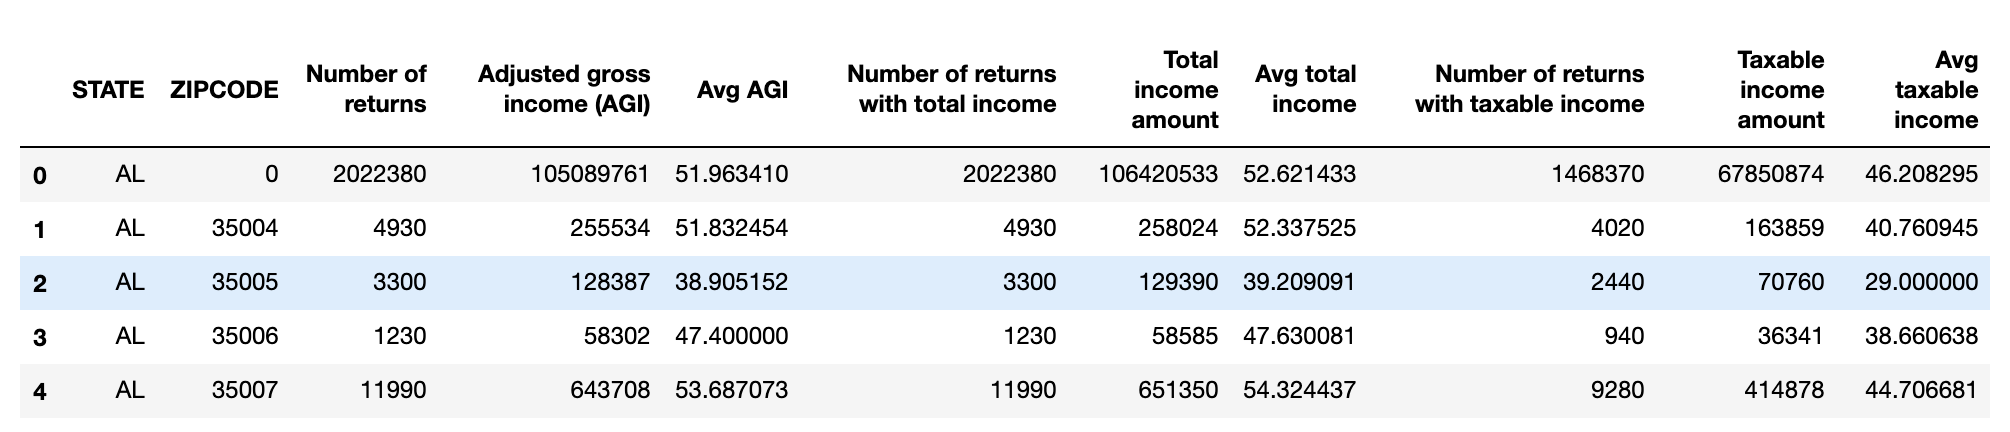 STATE ZIPCODE Number of returns Adjusted gross income (AGI) Avg AGI Number of returns with total income Total income amount Avg total income Number of returns with taxable income Taxable income amount Avg taxable income
0 AL 0 2022380 105089761 51.963410 2022380 106420533 52.621433 1468370 67850874 46.208295
1 AL 35004 4930 255534 51.832454 4930 258024 52.337525 4020 163859 40.760945
2 AL 35005 3300 128387 38.905152 3300 129390 39.209091 2440 70760 29.000000
3 AL 35006 1230 58302 47.400000 1230 58585 47.630081 940 36341 38.660638
4 AL 35007 11990 643708 53.687073 11990 651350 54.324437 9280 414878 44.706681